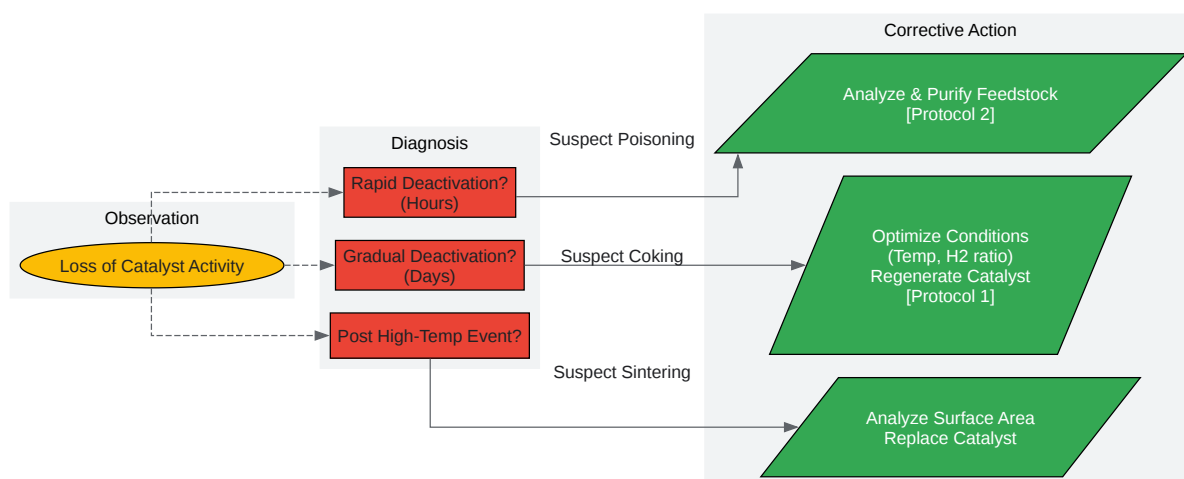 Observation
Loss of Catalyst Activity
Diagnosis
Rapid Deactivation?
(Hours)
Gradual Deactivation?
(Days)
Post High-Temp Event?
Suspect Poisoning
Suspect Coking
Suspect Sintering
Corrective Action
Analyze & Purify Feedstock
[Protocol 2]
Optimize Conditions
(Temp, H2 ratio)
Regenerate Catalyst
[Protocol 1]
Analyze Surface Area
Replace Catalyst